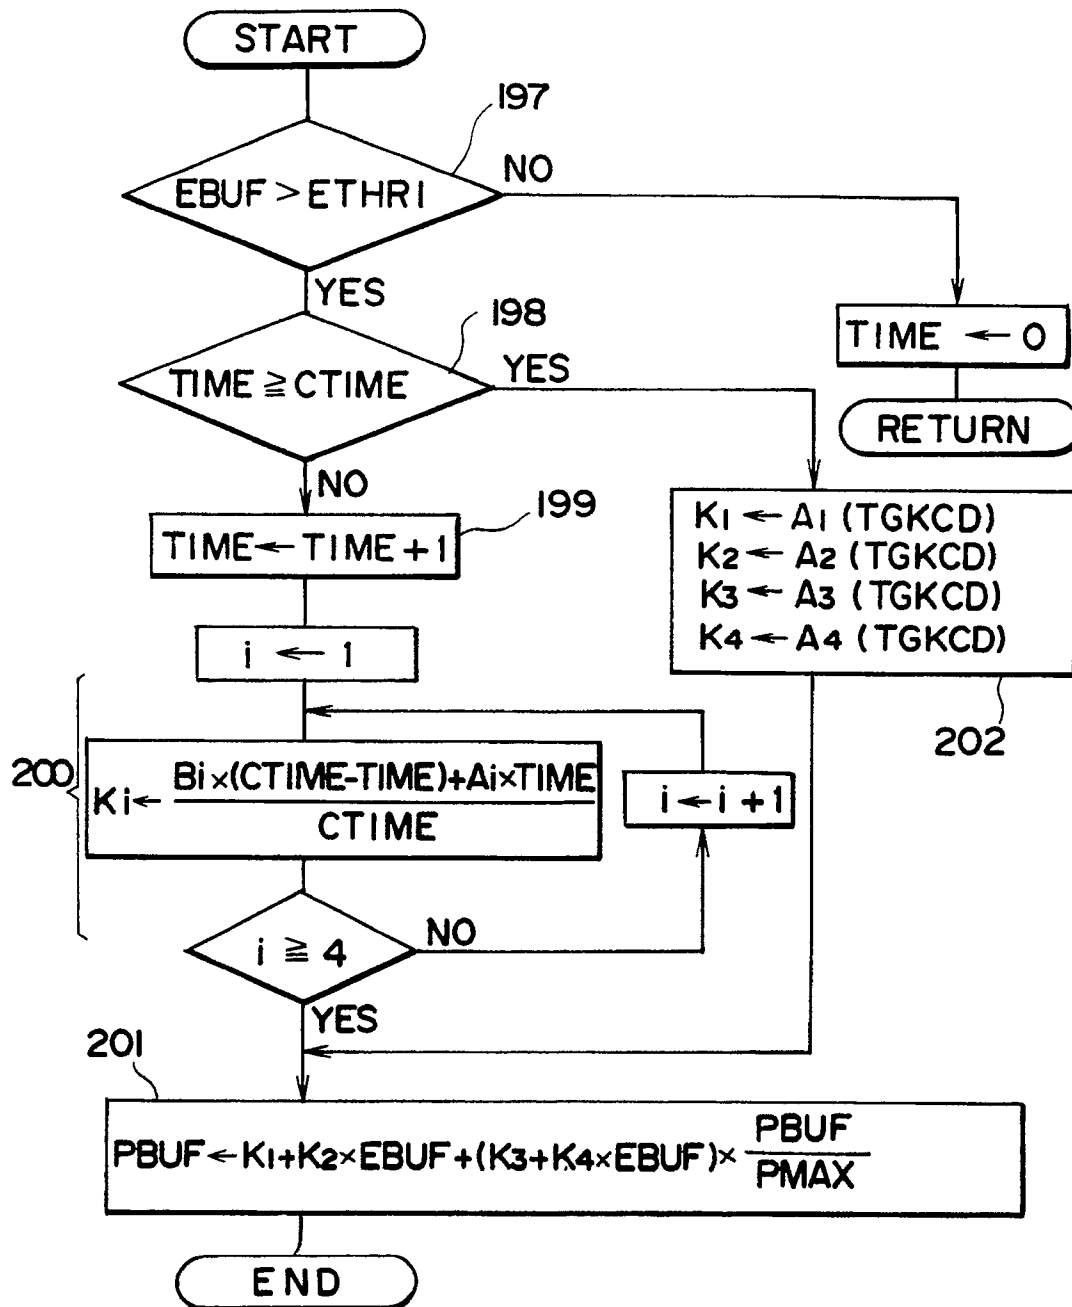 START
197
EBUF > ETHR1
NO
YES
198
TIME ≧ CTIME
YES
TIME ← 0
RETURN
NO
199
TIME ← TIME + 1
K1 ← A1 (TGKCD)
K2 ← A2 (TGKCD)
K3 ← A3 (TGKCD)
K4 ← A4 (TGKCD)
202
i ← 1
200
Ki ← Bi×(CTIME-TIME)+Ai×TIME
CTIME
i ← i + 1
i ≧ 4
NO
YES
201
PBUF ← K1+K2×EBUF+(K3+K4×EBUF)× PBUF
PMAX
END